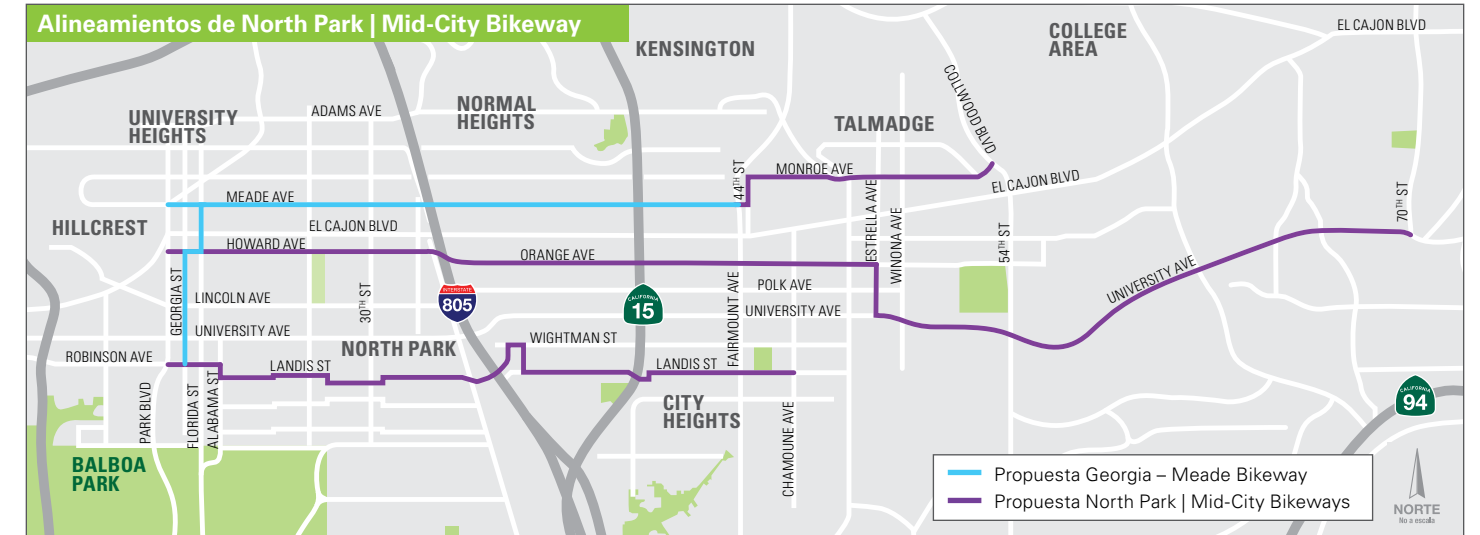 Alineamientos de North Park | Mid-City Bikeway
EL CAJON BLVD
COLLEGE
AREA
KENSINGTON
COLLWOOD BLVD
ADAMS AVE
NORMAL
HEIGHTS
UNIVERSITY
HEIGHTS
TALMADGE
44TH ST
MONROE AVE
EL CAJON BLVD
MEADE AVE
ESTRELLA AVE
WINONA AVE
70TH ST
HILLCREST
EL CAJON BLVD
HOWARD AVE
54TH ST
ORANGE AVE
UNIVERSITY AVE
GEORGIA ST
LINCOLN AVE
30TH ST
INTERSTATE
805
CALIFORNIA
15
FAIRMOUNT AVE
POLK AVE
UNIVERSITY AVE
UNIVERSITY AVE
WIGHTMAN ST
NORTH PARK
ROBINSON AVE
LANDIS ST
LANDIS ST
PARK BLVD
FLORIDA ST
ALABAMA ST
CITY
HEIGHTS
CHAMOUNE AVE
CALIFORNIA
94
BALBOA
PARK
Propuesta Georgia – Meade Bikeway
Propuesta North Park | Mid-City Bikeways
NORTE
No a escala